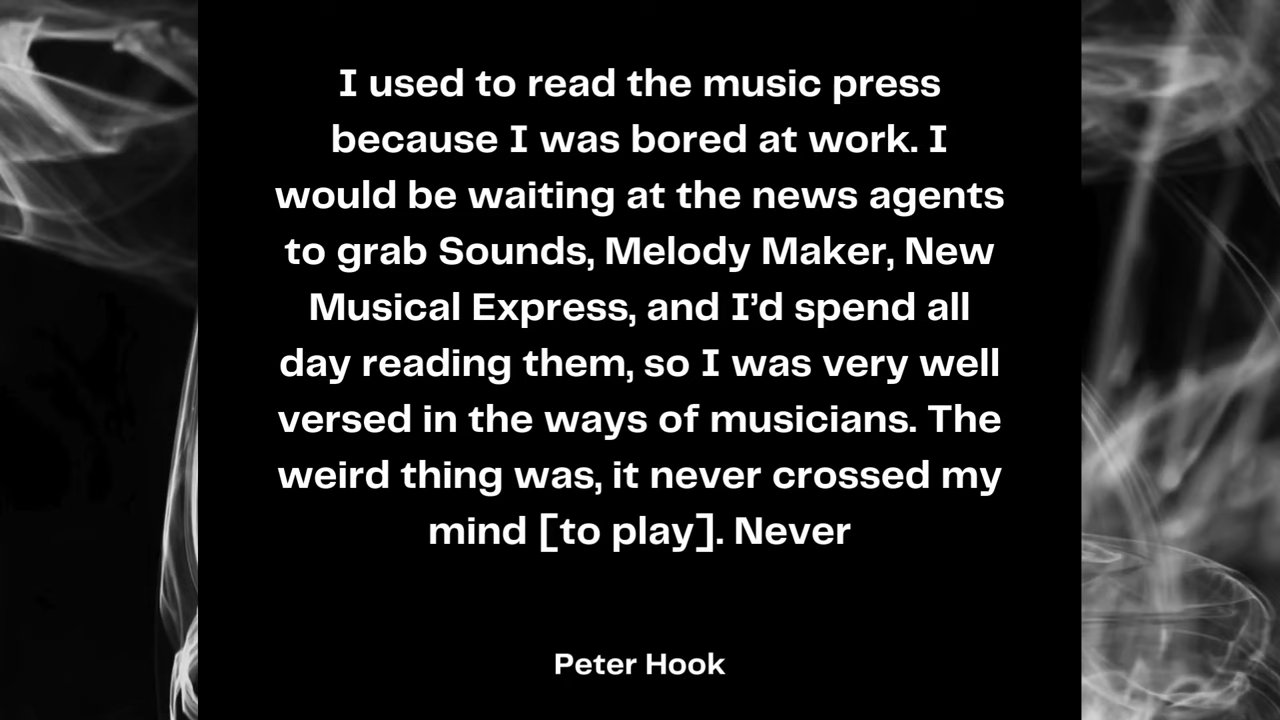 I used to read the music press
because I was bored at work. I
would be waiting at the news agents
to grab Sounds, Melody Maker, New
Musical Express, and I’d spend all
day reading them, so I was very well
versed in the ways of musicians. The
weird thing was, it never crossed my
mind [to play]. Never
Peter Hook